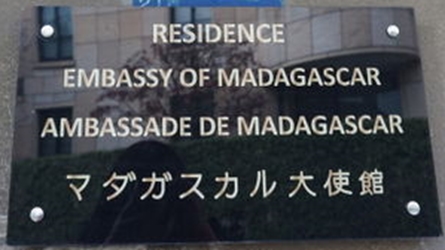 RESIDENCE
EMBASSY OF MADAGASCAR
AMBASSADE DE MADAGASCAR
マダガスカル大使館